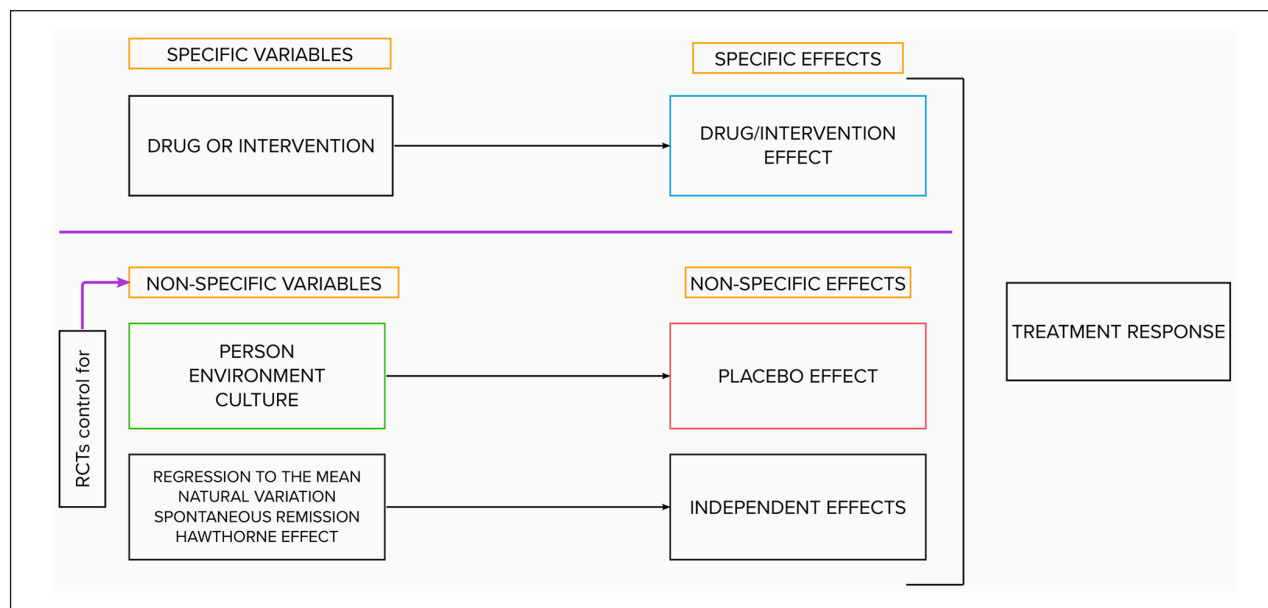 SPECIFIC VARIABLES
SPECIFIC EFFECTS
DRUG OR INTERVENTION
DRUG/INTERVENTION
EFFECT
NON-SPECIFIC VARIABLES
NON-SPECIFIC EFFECTS
RCTs control for
PERSON
ENVIRONMENT
CULTURE
PLACEBO EFFECT
REGRESSION TO THE MEAN
NATURAL VARIATION
SPONTANEOUS REMISSION
HAWTHORNE EFFECT
INDEPENDENT EFFECTS
TREATMENT RESPONSE